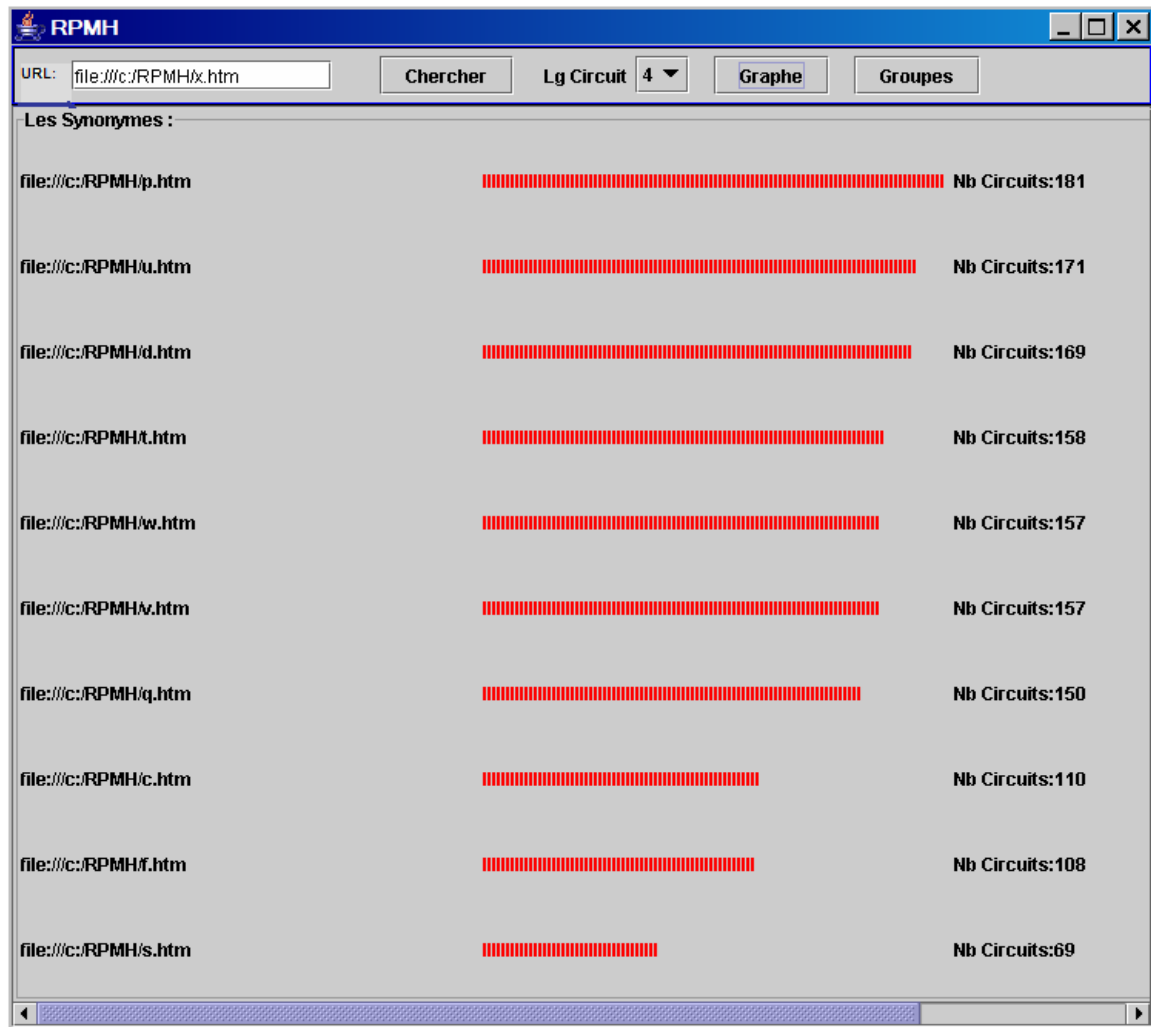 RPMH
URL: file:///c:/RPMH/x.htm Chercher Lg Circuit 4 Graphe Groupes
Les Synonymes :
file:///c:/RPMH/p.htm Nb Circuits:181
file:///c:/RPMH/u.htm Nb Circuits:171
file:///c:/RPMH/d.htm Nb Circuits:169
file:///c:/RPMH/t.htm Nb Circuits:158
file:///c:/RPMH/w.htm Nb Circuits:157
file:///c:/RPMH/v.htm Nb Circuits:157
file:///c:/RPMH/q.htm Nb Circuits:150
file:///c:/RPMH/c.htm Nb Circuits:110
file:///c:/RPMH/f.htm Nb Circuits:108
file:///c:/RPMH/s.htm Nb Circuits:69